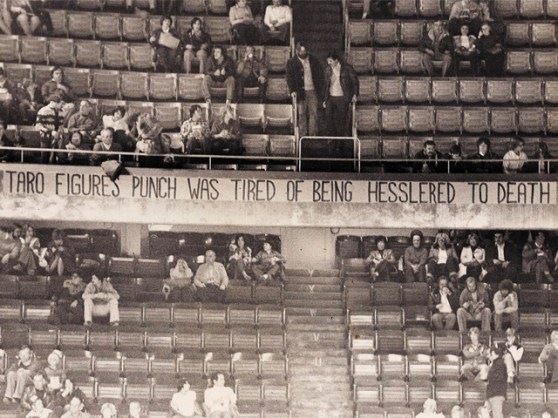 TARO FIGURES PUNCH WAS TIRED OF BEING HESSLERED TO DEATH